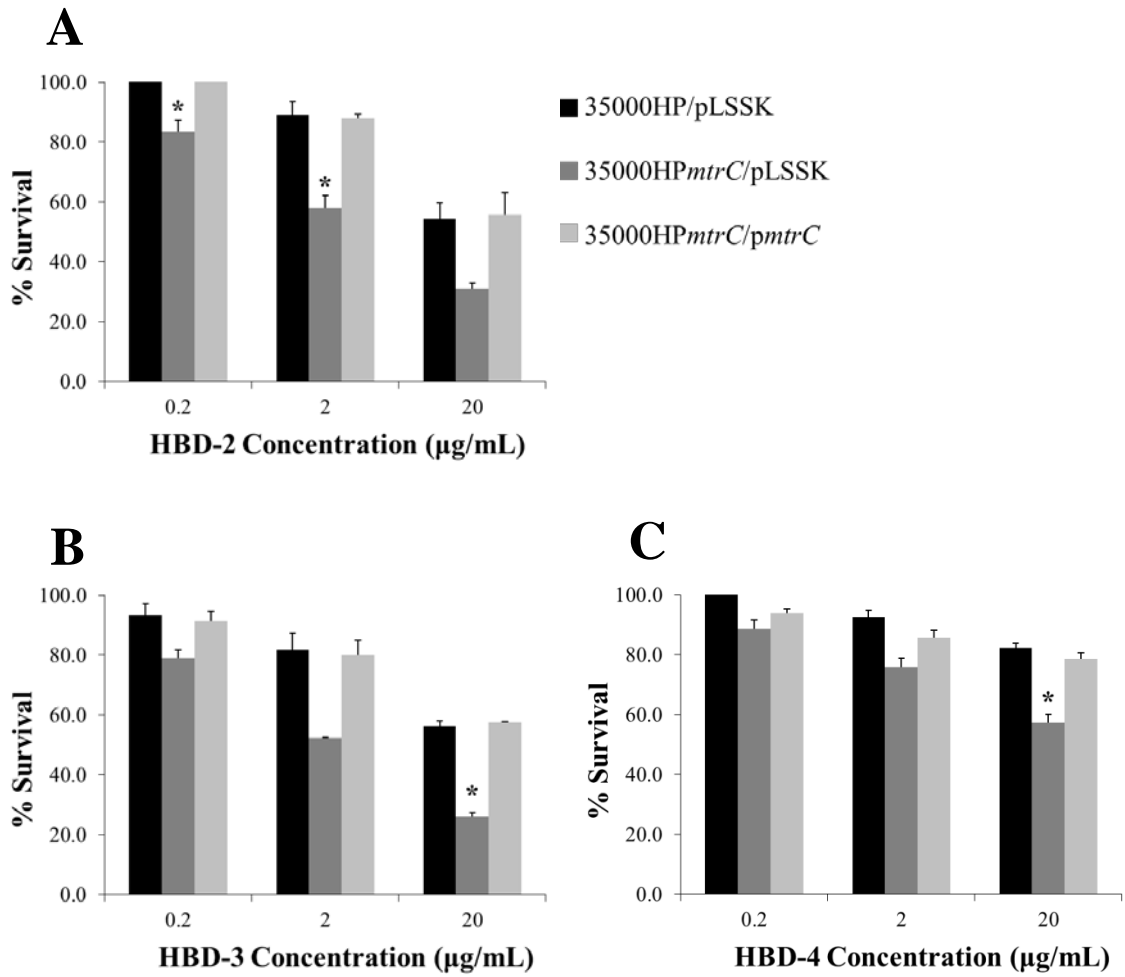 A
% Survival
100.0
80.0
60.0
40.0
20.0
0.0
*
*
0.2 2 20
HBD-2 Concentration (µg/mL)
35000HP/pLSSK
35000HPmtrC/pLSSK
35000HPmtrC/pmtrC
B
% Survival
100.0
80.0
60.0
40.0
20.0
0.0
*
0.2 2 20
HBD-3 Concentration (µg/mL)
C
% Survival
100.0
80.0
60.0
40.0
20.0
0.0
*
0.2 2 20
HBD-4 Concentration (µg/mL)